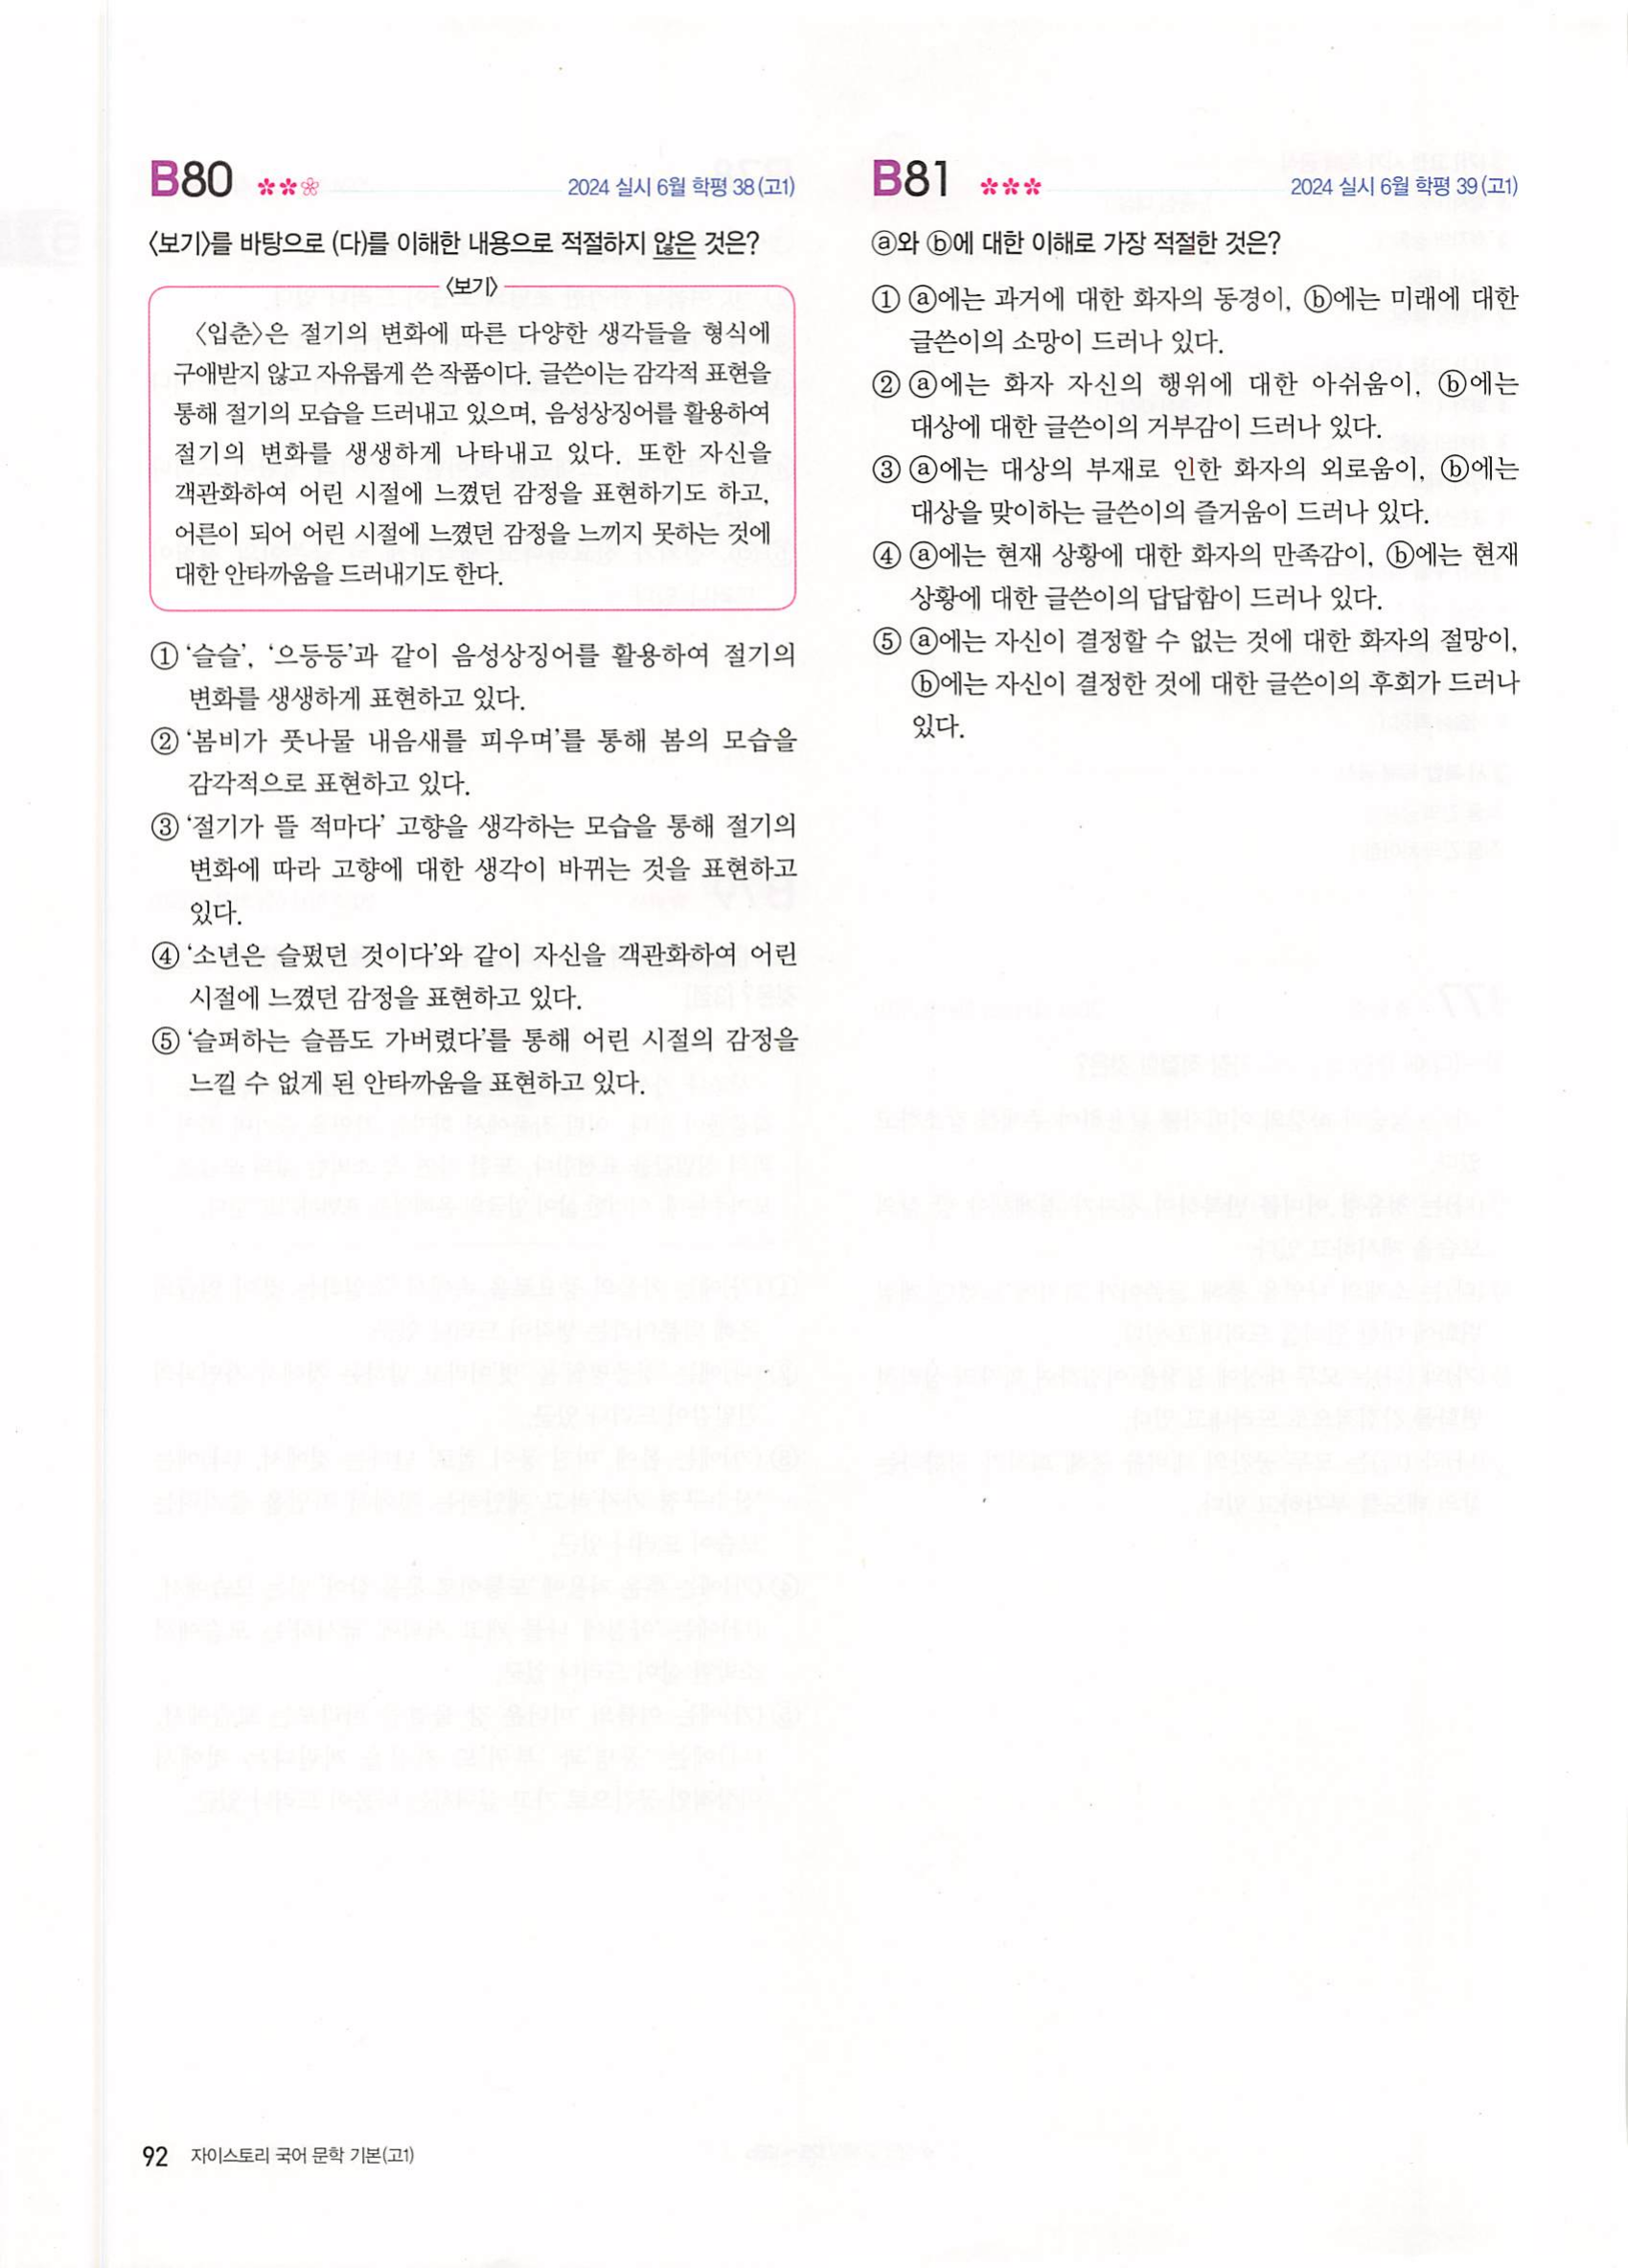 B80
2024 실시 6월 학평 38(고1)
〈보기〉를 바탕으로 (다)를 이해한 내용으로 적절하지 않은 것은?
〈보기〉
〈입춘〉은 절기의 변화에 따른 다양한 생각들을 형식에
구애받지 않고 자유롭게 쓴 작품이다. 글쓴이는 감각적 표현을
통해 절기의 모습을 드러내고 있으며, 음성상징어를 활용하여
절기의 변화를 생생하게 나타내고 있다. 또한 자신을
객관화하여 어린 시절에 느꼈던 감정을 표현하기도 하고,
어른이 되어 어린 시절에 느꼈던 감정을 느끼지 못하는 것에
대한 안타까움을 드러내기도 한다.
① ‘슬슬’, ‘으등등’과 같이 음성상징어를 활용하여 절기의
변화를 생생하게 표현하고 있다.
② ‘봄비가 풋나물 내음새를 피우며’를 통해 봄의 모습을
감각적으로 표현하고 있다.
③ ‘절기가 뜰 적마다’ 고향을 생각하는 모습을 통해 절기의
변화에 따라 고향에 대한 생각이 바뀌는 것을 표현하고
있다.
④ ‘소년은 슬펐던 것이다’와 같이 자신을 객관화하여 어린
시절에 느꼈던 감정을 표현하고 있다.
⑤ ‘슬퍼하는 슬픔도 가버렸다’를 통해 어린 시절의 감정을
느낄 수 없게 된 안타까움을 표현하고 있다.
B81
2024 실시 6월 학평 39(고1)
ⓐ와 ⓑ에 대한 이해로 가장 적절한 것은?
① ⓐ에는 과거에 대한 화자의 동경이, ⓑ에는 미래에 대한
글쓴이의 소망이 드러나 있다.
② ⓐ에는 화자 자신의 행위에 대한 아쉬움이, ⓑ에는
대상에 대한 글쓴이의 거부감이 드러나 있다.
③ ⓐ에는 대상의 부재로 인한 화자의 외로움이, ⓑ에는
대상을 맞이하는 글쓴이의 즐거움이 드러나 있다.
④ ⓐ에는 현재 상황에 대한 화자의 만족감이, ⓑ에는 현재
상황에 대한 글쓴이의 답답함이 드러나 있다.
⑤ ⓐ에는 자신이 결정할 수 없는 것에 대한 화자의 절망이,
ⓑ에는 자신이 결정한 것에 대한 글쓴이의 후회가 드러나
있다.
92 자이스토리 국어 문학 기본(고1)